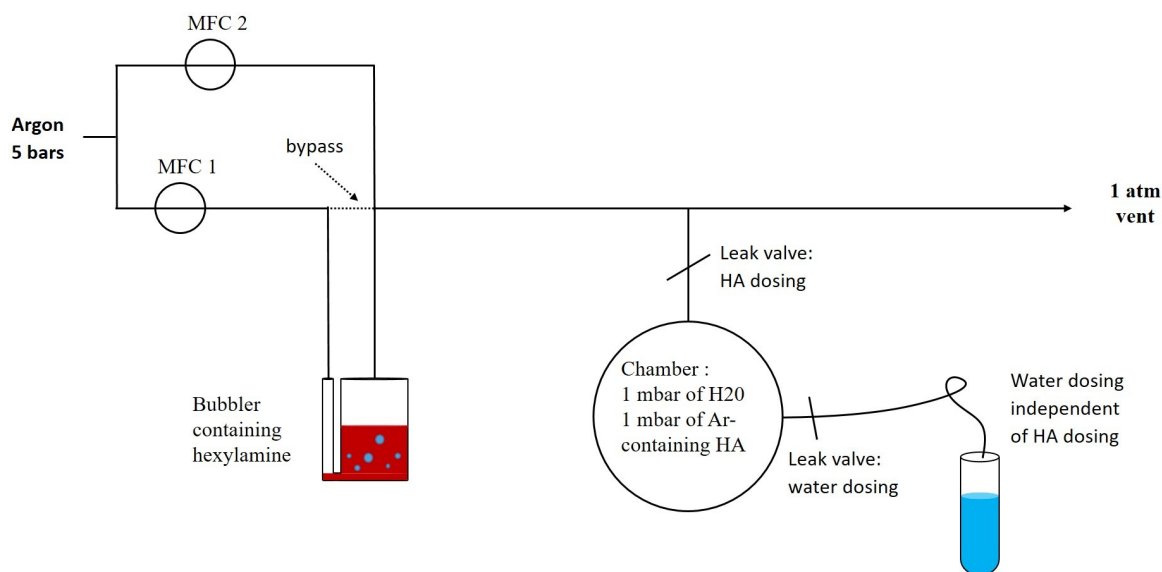 MFC 2
Argon
5 bars
MFC 1
bypass
1 atm
vent
Leak valve:
HA dosing
Chamber :
1 mbar of H20
1 mbar of Ar-
containing HA
Bubbler
containing
hexylamine
Leak valve:
water dosing
Water dosing
independent
of HA dosing